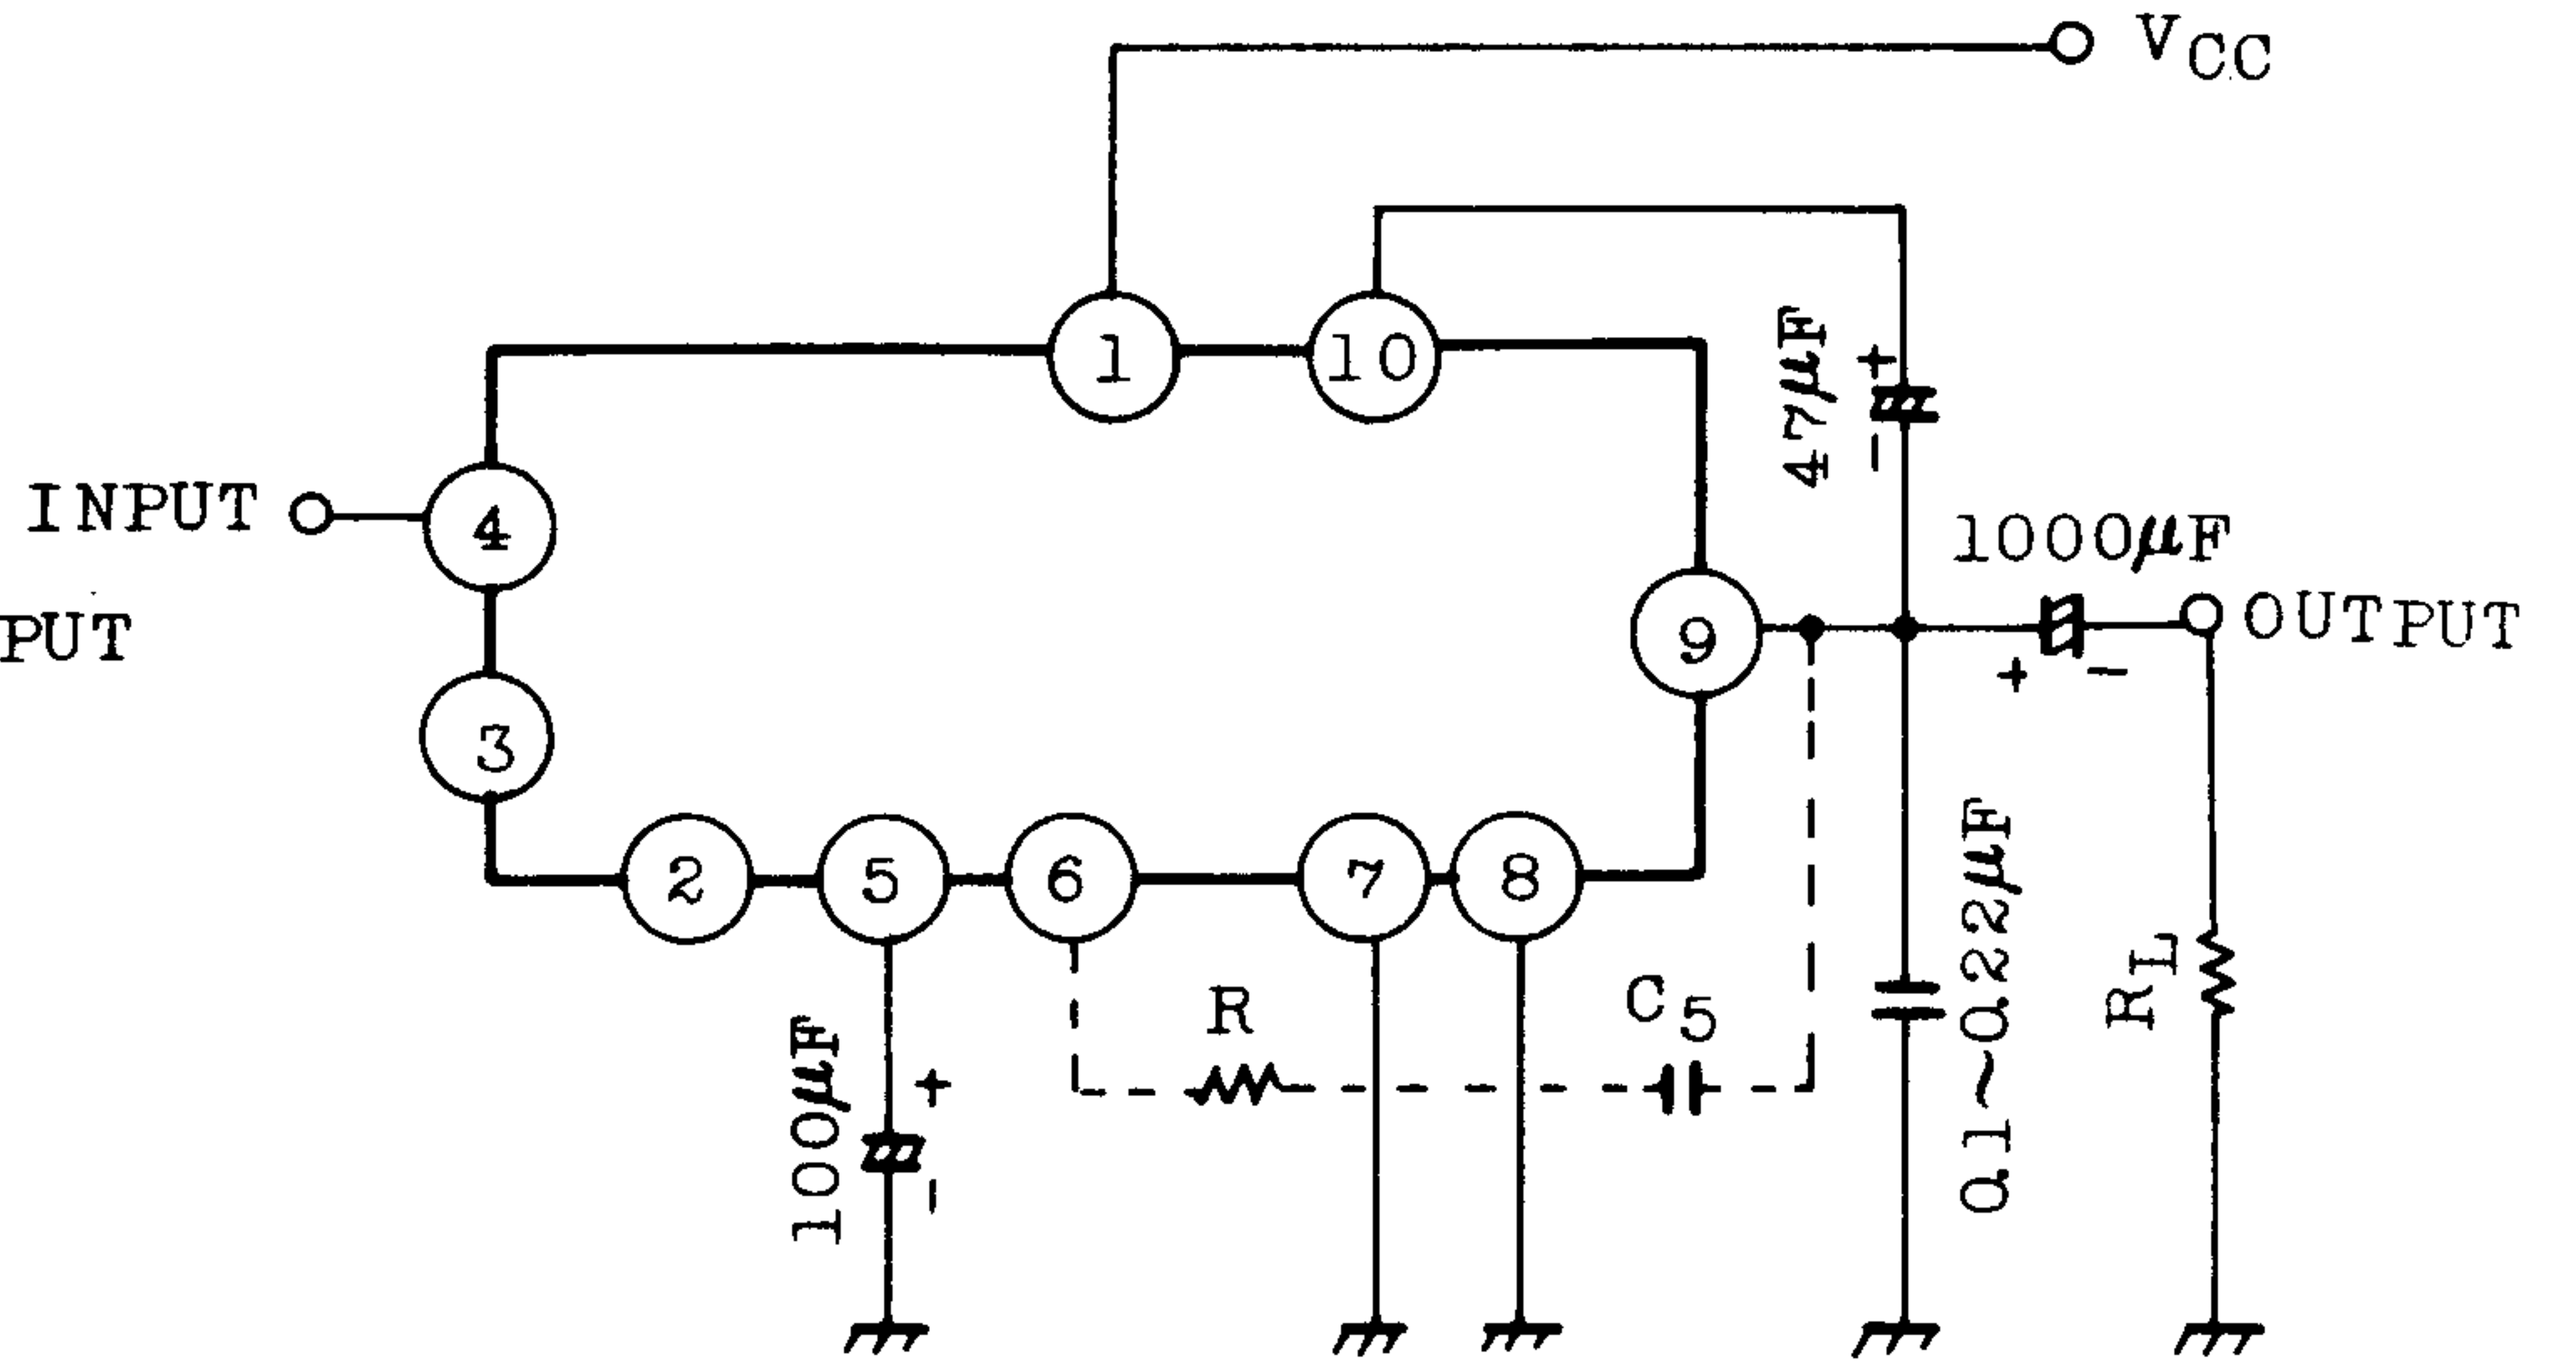 VCC
1
10
47μF
+
-
INPUT
4
1000μF
PUT
9
OUTPUT
+
-
3
2
5
6
7
8
100μF
+
-
R
C5
0.1~0.22μF
RL